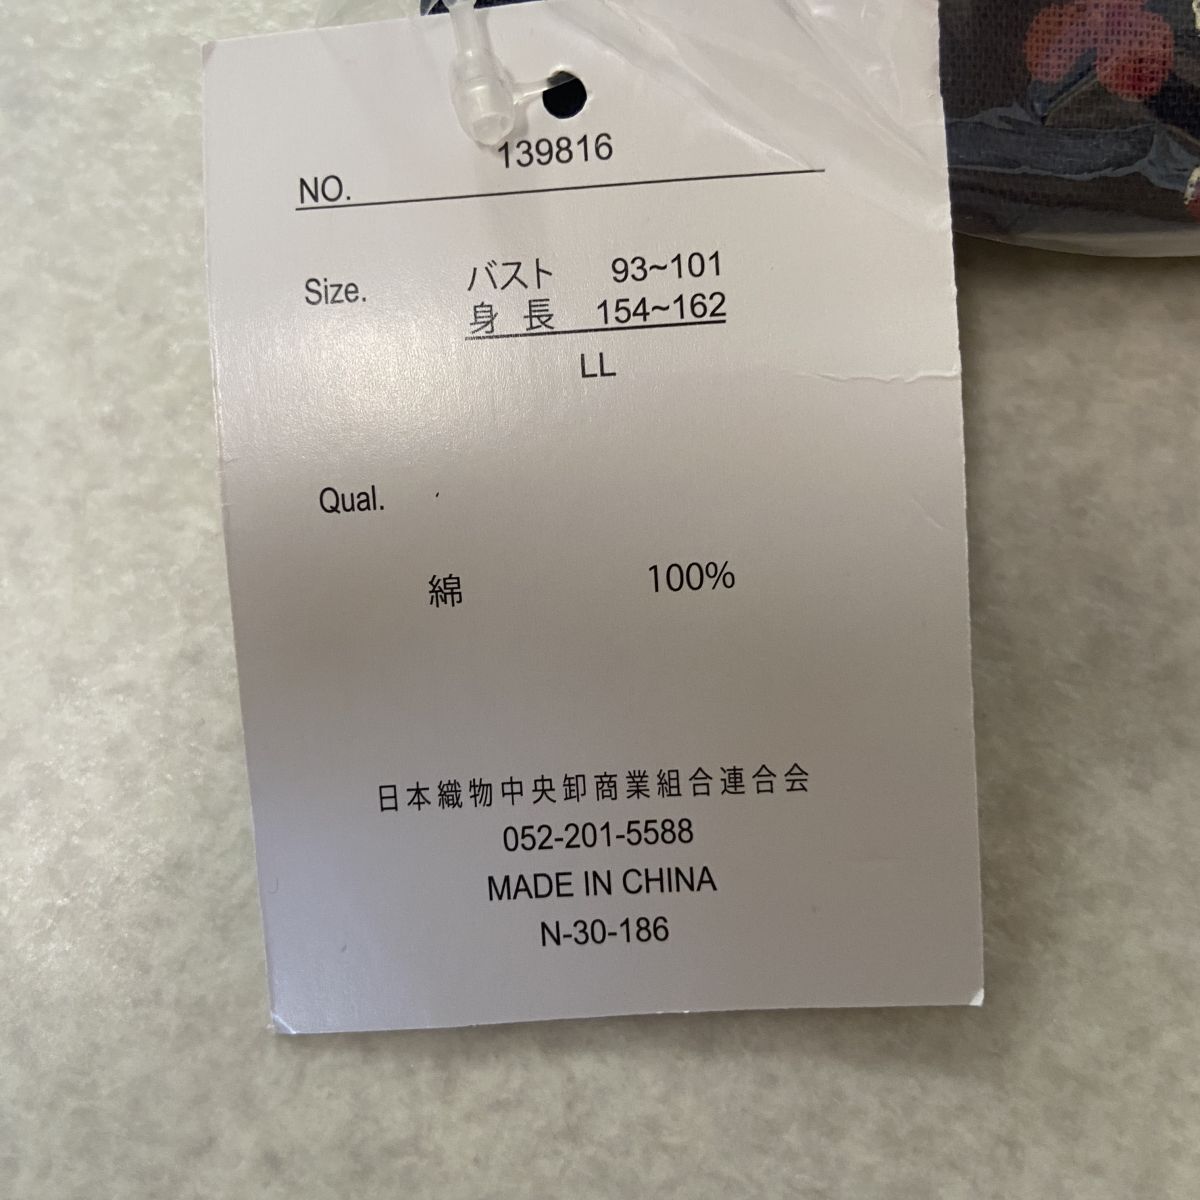 139816
NO.
Size. バスト 93~101
身長 154~162
LL
Qual.
綿 100%
日本織物中央卸商業組合連合会
052-201-5588
MADE IN CHINA
N-30-186